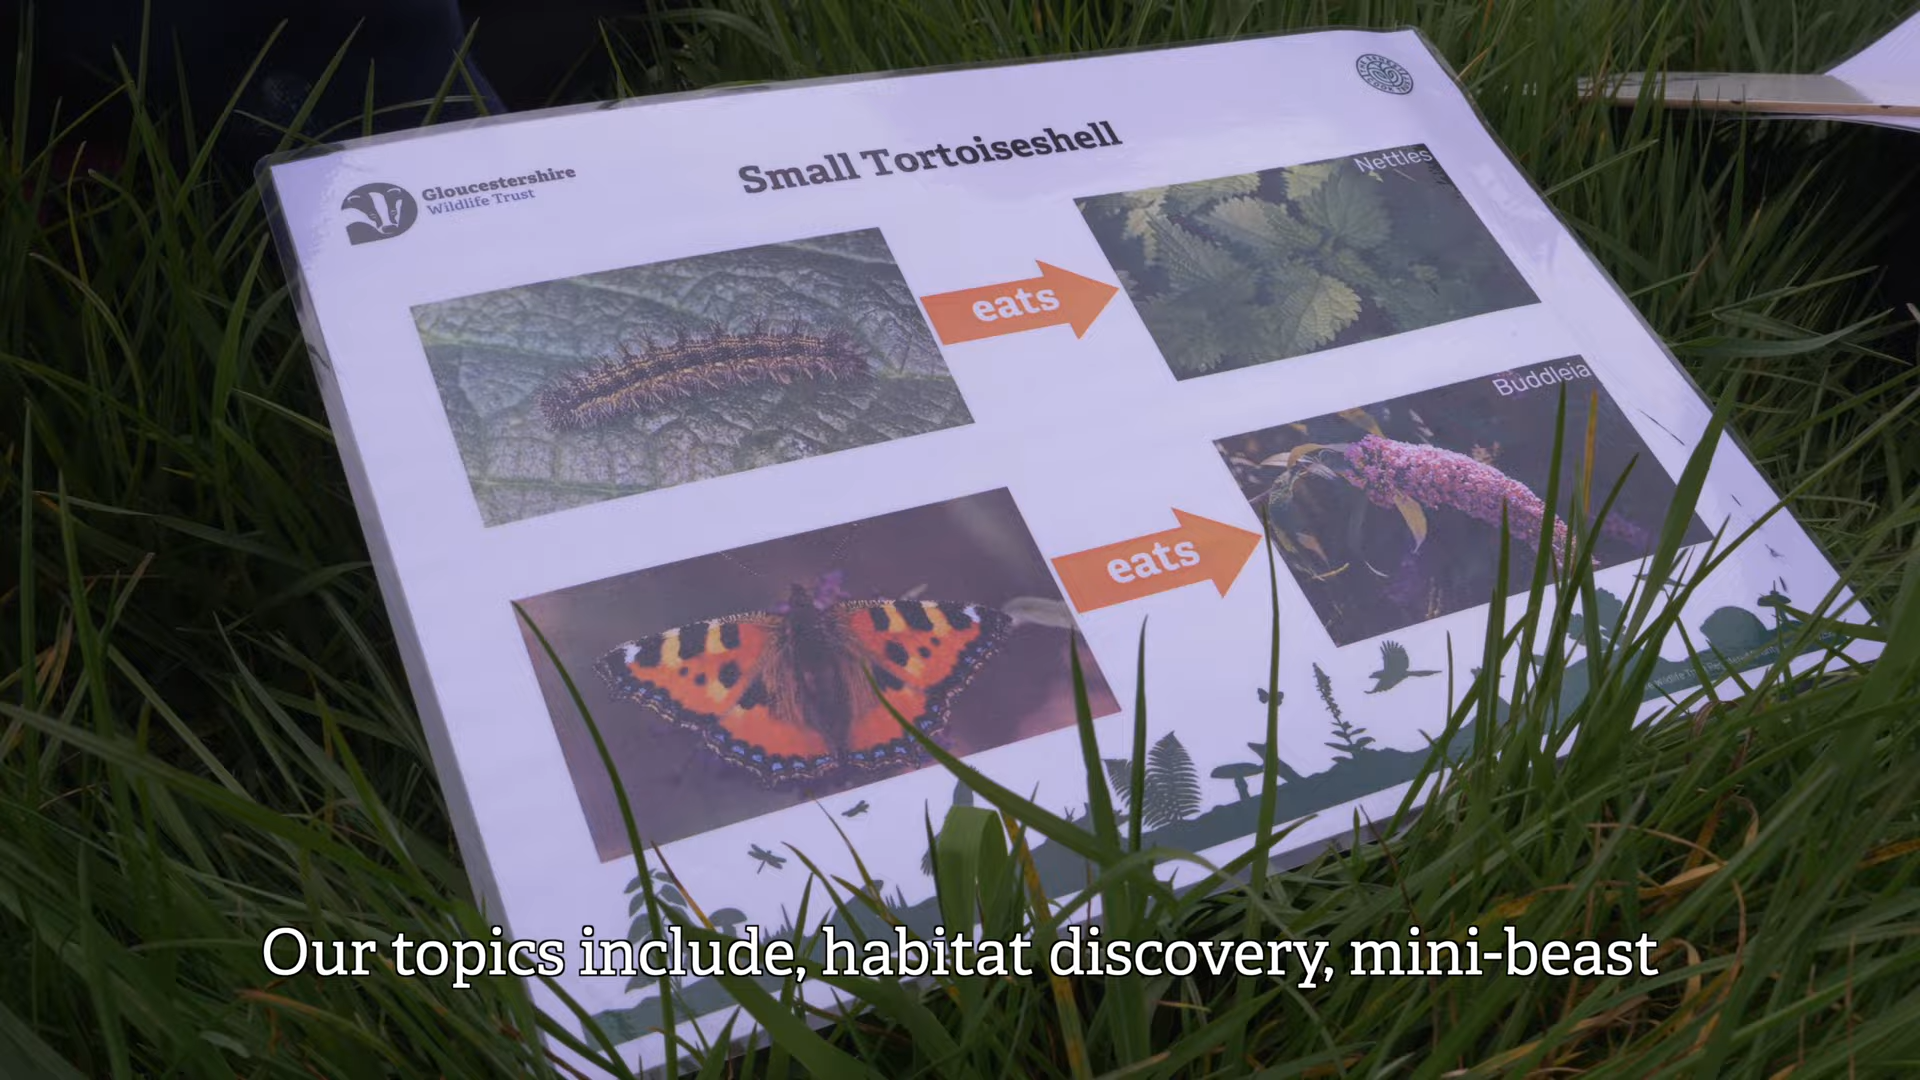 Small Tortoiseshell
Gloucestershire
Wildlife Trust
Nettles
eats
Buddleia
eats
Our topics include, habitat discovery, mini-beast